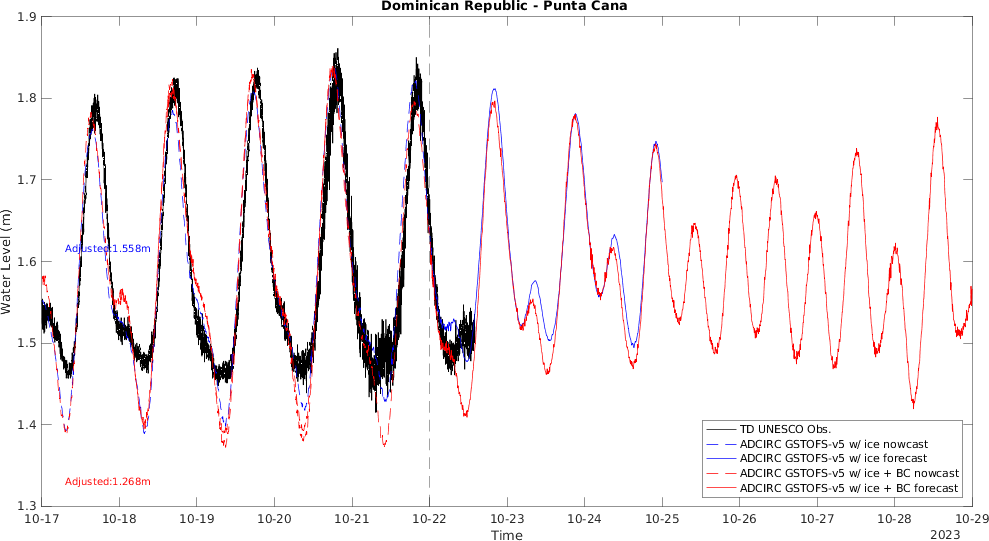 Dominican Republic - Punta Cana
1.9
1.8
1.7
1.6
1.5
1.4
1.3
Water Level (m)
Adjusted:1.558m
Adjusted:1.268m
TD UNESCO Obs.
ADCIRC GSTOFS-v5 w/ ice nowcast
ADCIRC GSTOFS-v5 w/ ice forecast
ADCIRC GSTOFS-v5 w/ ice + BC nowcast
ADCIRC GSTOFS-v5 w/ ice + BC forecast
10-17 10-18 10-19 10-20 10-21 10-22 10-23 10-24 10-25 10-26 10-27 10-28 10-29
Time
2023